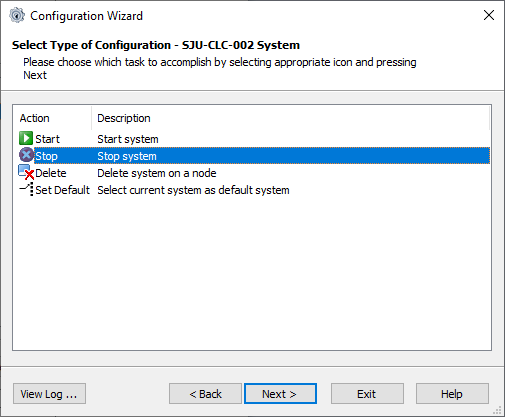 Configuration Wizard
Select Type of Configuration - SJU-CLC-002 System
Please choose which task to accomplish by selecting appropriate icon and pressing
Next
Action Description
Start Start system
Stop Stop system
Delete Delete system on a node
Set Default Select current system as default system
View Log ... < Back Next > Exit Help